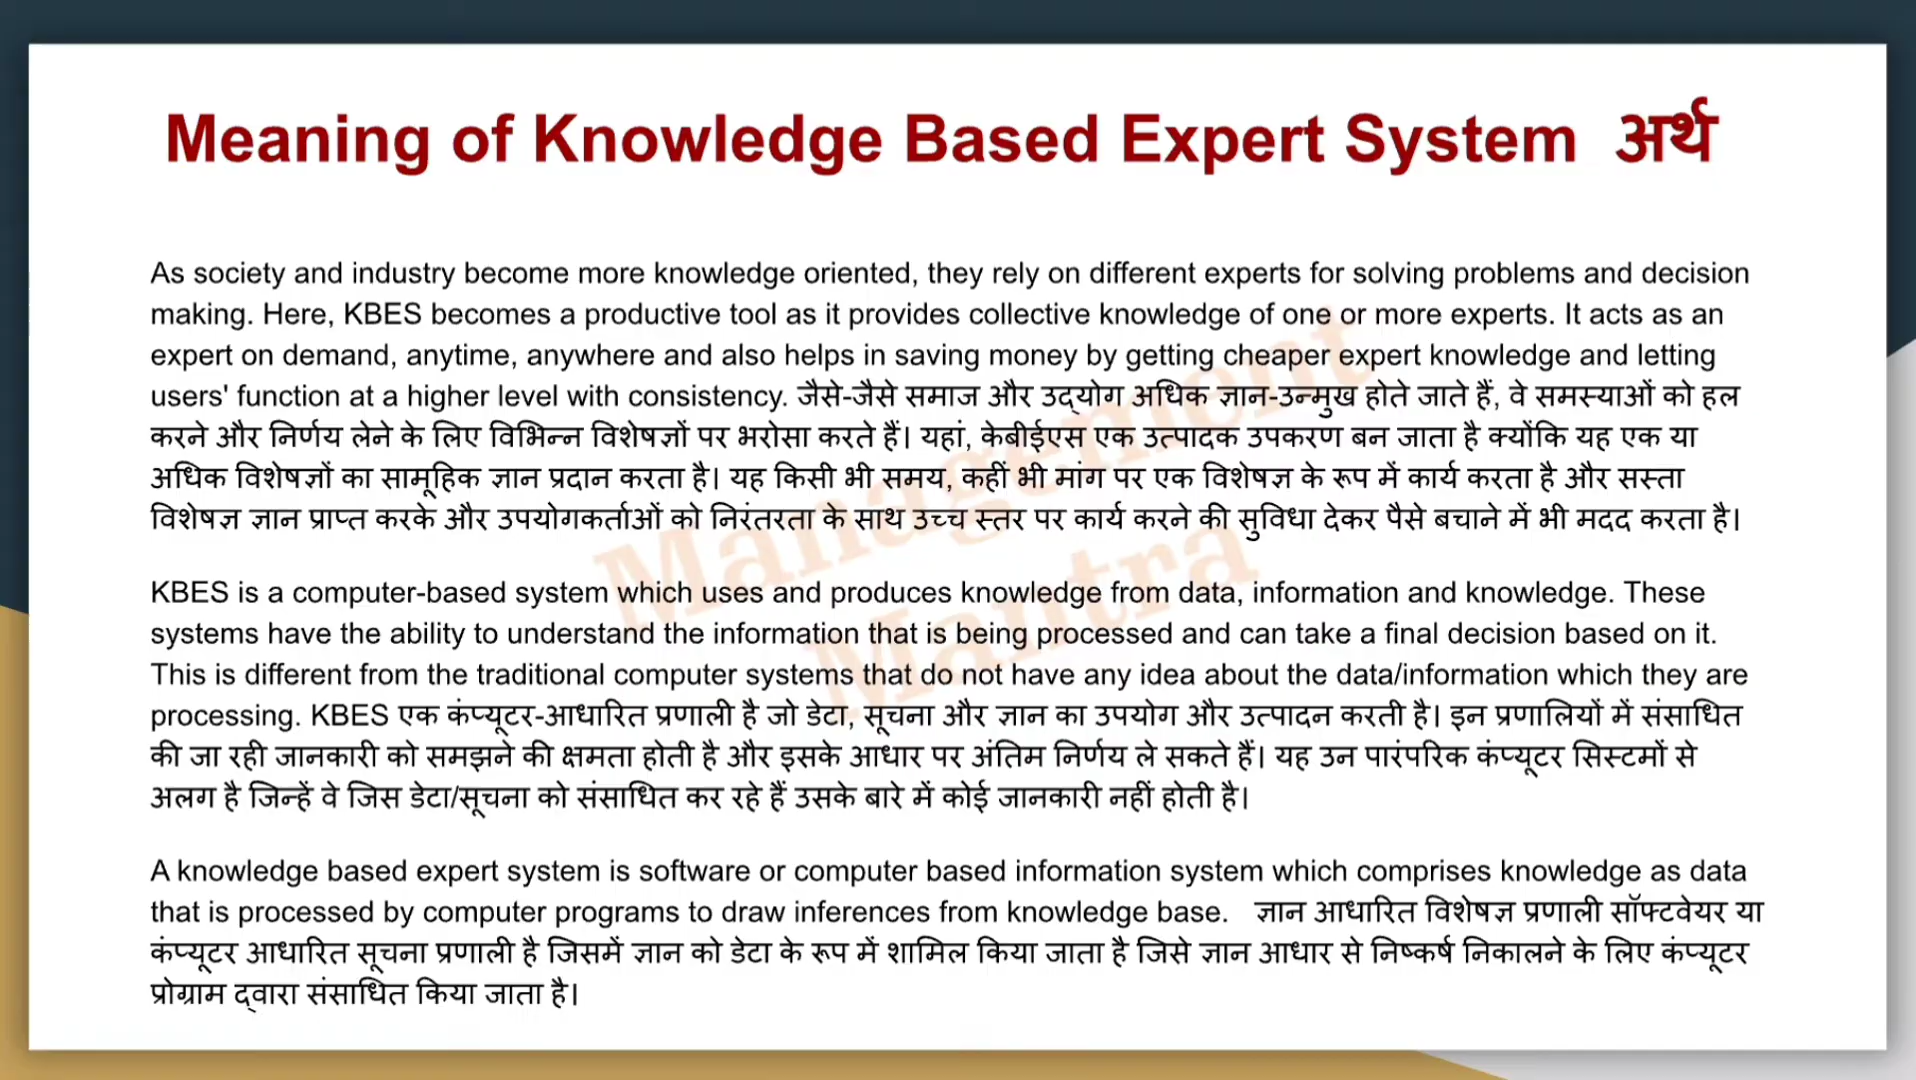 Meaning of Knowledge Based Expert System अर्थ
As society and industry become more knowledge oriented, they rely on different experts for solving problems and decision
making. Here, KBES becomes a productive tool as it provides collective knowledge of one or more experts. It acts as an
expert on demand, anytime, anywhere and also helps in saving money by getting cheaper expert knowledge and letting
users' function at a higher level with consistency. जैसे-जैसे समाज और उद्योग अधिक ज्ञान-उन्मुख होते जाते हैं, वे समस्याओं को हल
करने और निर्णय लेने के लिए विभिन्न विशेषज्ञों पर भरोसा करते हैं। यहां, केबीईएस एक उत्पादक उपकरण बन जाता है क्योंकि यह एक या
अधिक विशेषज्ञों का सामूहिक ज्ञान प्रदान करता है। यह किसी भी समय, कहीं भी मांग पर एक विशेषज्ञ के रूप में कार्य करता है और सस्ता
विशेषज्ञ ज्ञान प्राप्त करके और उपयोगकर्ताओं को निरंतरता के साथ उच्च स्तर पर कार्य करने की सुविधा देकर पैसे बचाने में भी मदद करता है।
KBES is a computer-based system which uses and produces knowledge from data, information and knowledge. These
systems have the ability to understand the information that is being processed and can take a final decision based on it.
This is different from the traditional computer systems that do not have any idea about the data/information which they are
processing. KBES एक कंप्यूटर-आधारित प्रणाली है जो डेटा, सूचना और ज्ञान का उपयोग और उत्पादन करती है। इन प्रणालियों में संसाधित
की जा रही जानकारी को समझने की क्षमता होती है और इसके आधार पर अंतिम निर्णय ले सकते हैं। यह उन पारंपरिक कंप्यूटर सिस्टमों से
अलग है जिन्हें वे जिस डेटा/सूचना को संसाधित कर रहे हैं उसके बारे में कोई जानकारी नहीं होती है।
A knowledge based expert system is software or computer based information system which comprises knowledge as data
that is processed by computer programs to draw inferences from knowledge base. ज्ञान आधारित विशेषज्ञ प्रणाली सॉफ्टवेयर या
कंप्यूटर आधारित सूचना प्रणाली है जिसमें ज्ञान को डेटा के रूप में शामिल किया जाता है जिसे ज्ञान आधार से निष्कर्ष निकालने के लिए कंप्यूटर
प्रोग्राम द्वारा संसाधित किया जाता है।
Management
Mantra